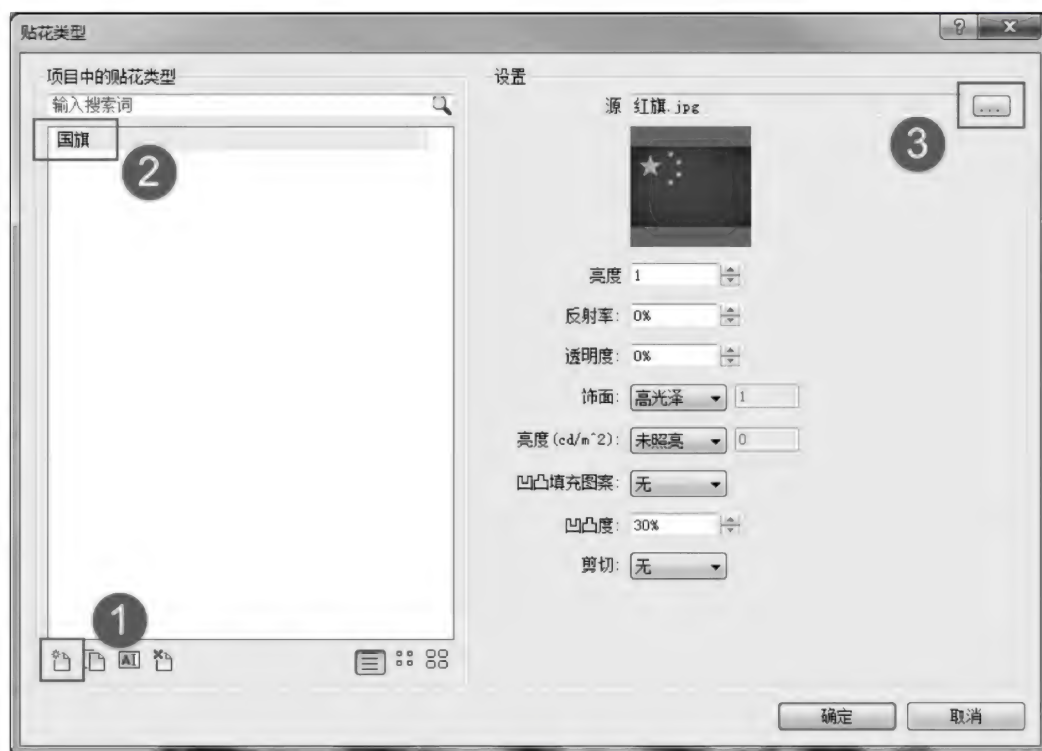 贴花类型
项目中的贴花类型
输入搜索词
国旗
2
1
AI
设置
源 红旗.jpg
...
3
亮度 1
反射率: 0%
透明度: 0%
饰面: 高光泽 1
亮度(cd/m^2): 未照亮 0
凹凸填充图案: 无
凹凸度: 30%
剪切: 无
确定 取消